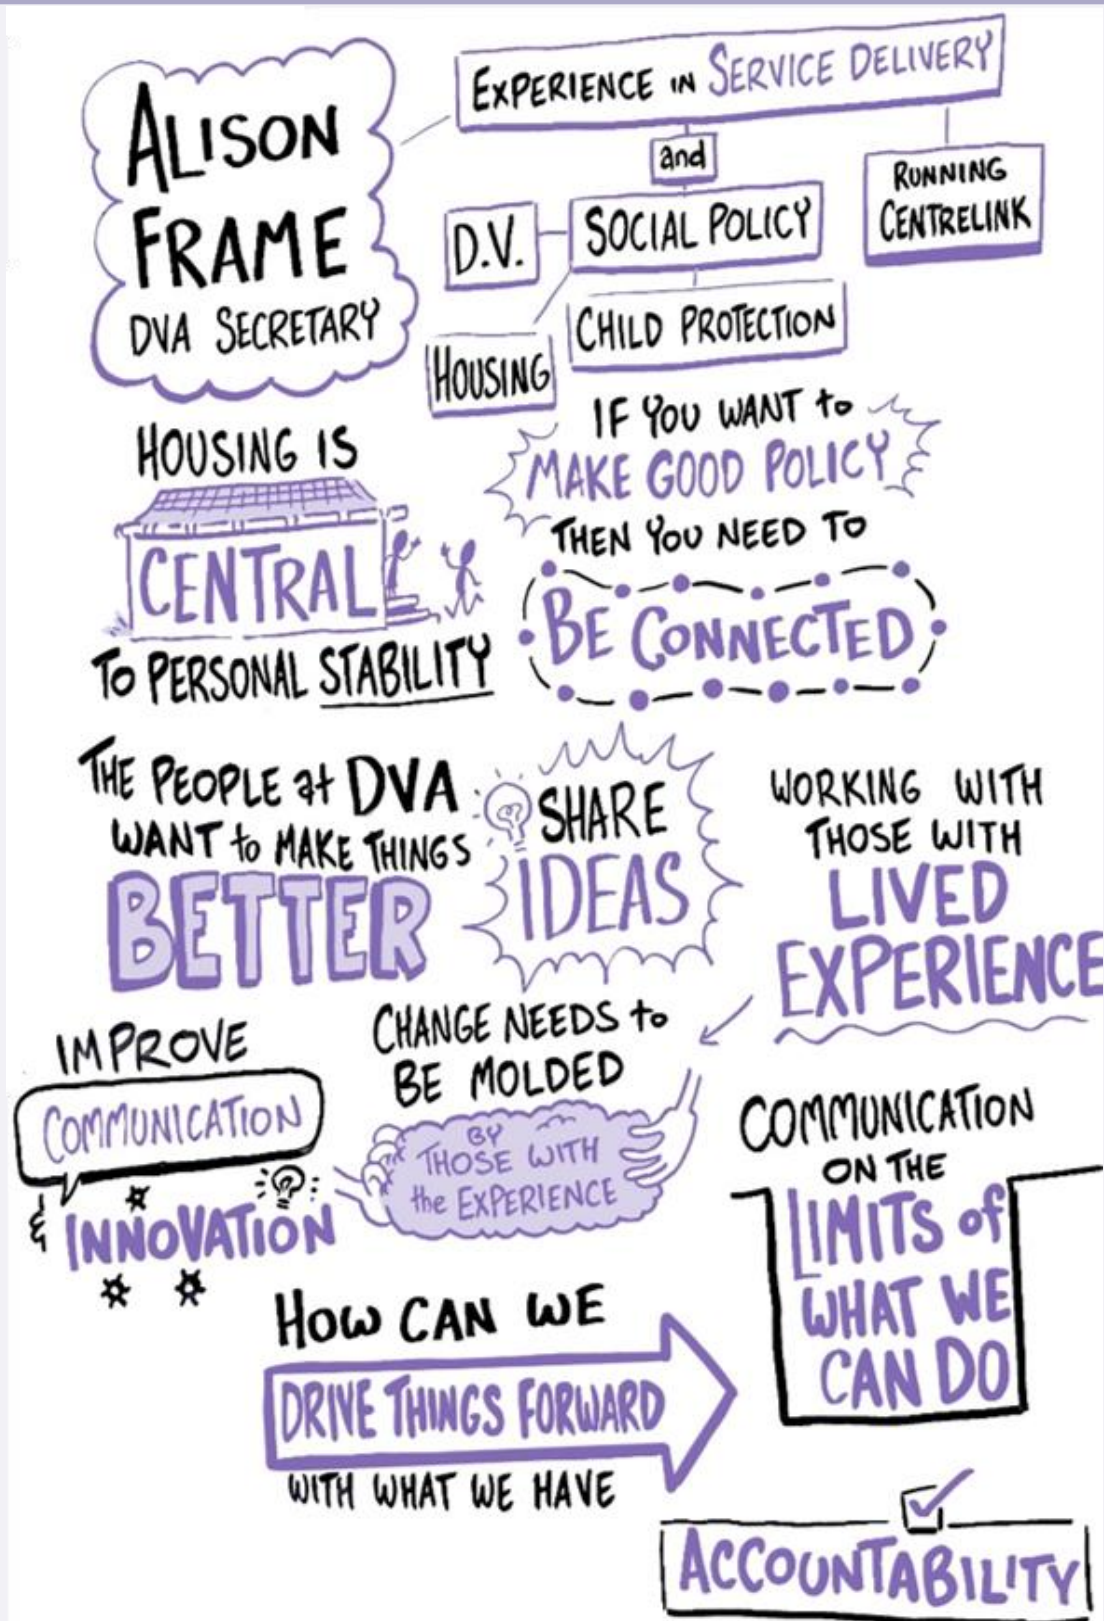 ALISON
FRAME
DVA SECRETARY
EXPERIENCE IN SERVICE DELIVERY
and
RUNNING
CENTRELINK
D.V.
SOCIAL POLICY
HOUSING
CHILD PROTECTION
HOUSING IS
CENTRAL
TO PERSONAL STABILITY
IF YOU WANT to
MAKE GOOD POLICY
THEN YOU NEED TO
BE CONNECTED
THE PEOPLE at DVA
WANT to MAKE THINGS
BETTER
SHARE
IDEAS
WORKING WITH
THOSE WITH
LIVED
EXPERIENCE
IMPROVE
COMMUNICATION
& INNOVATION
CHANGE NEEDS to
BE MOLDED
BY
THOSE WITH
the EXPERIENCE
COMMUNICATION
ON THE
LIMITS of
WHAT WE
CAN DO
HOW CAN WE
DRIVE THINGS FORWARD
WITH WHAT WE HAVE
ACCOUNTABILITY